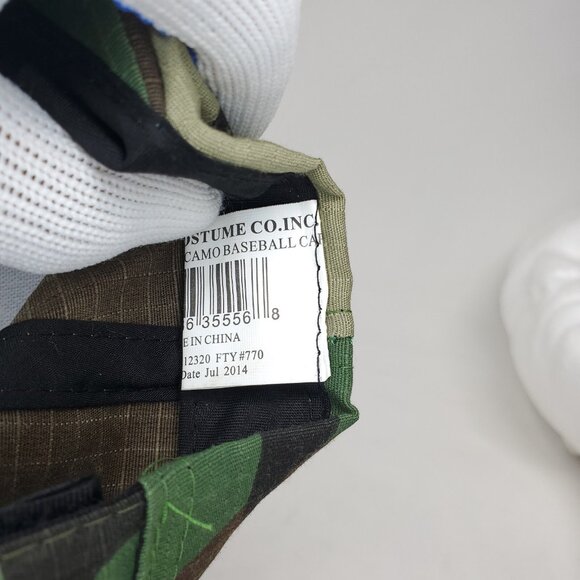 OSTUME CO.INC.
CAMO BASEBALL CA
6 35556 8
E IN CHINA
12320 FTY #770
Date Jul 2014